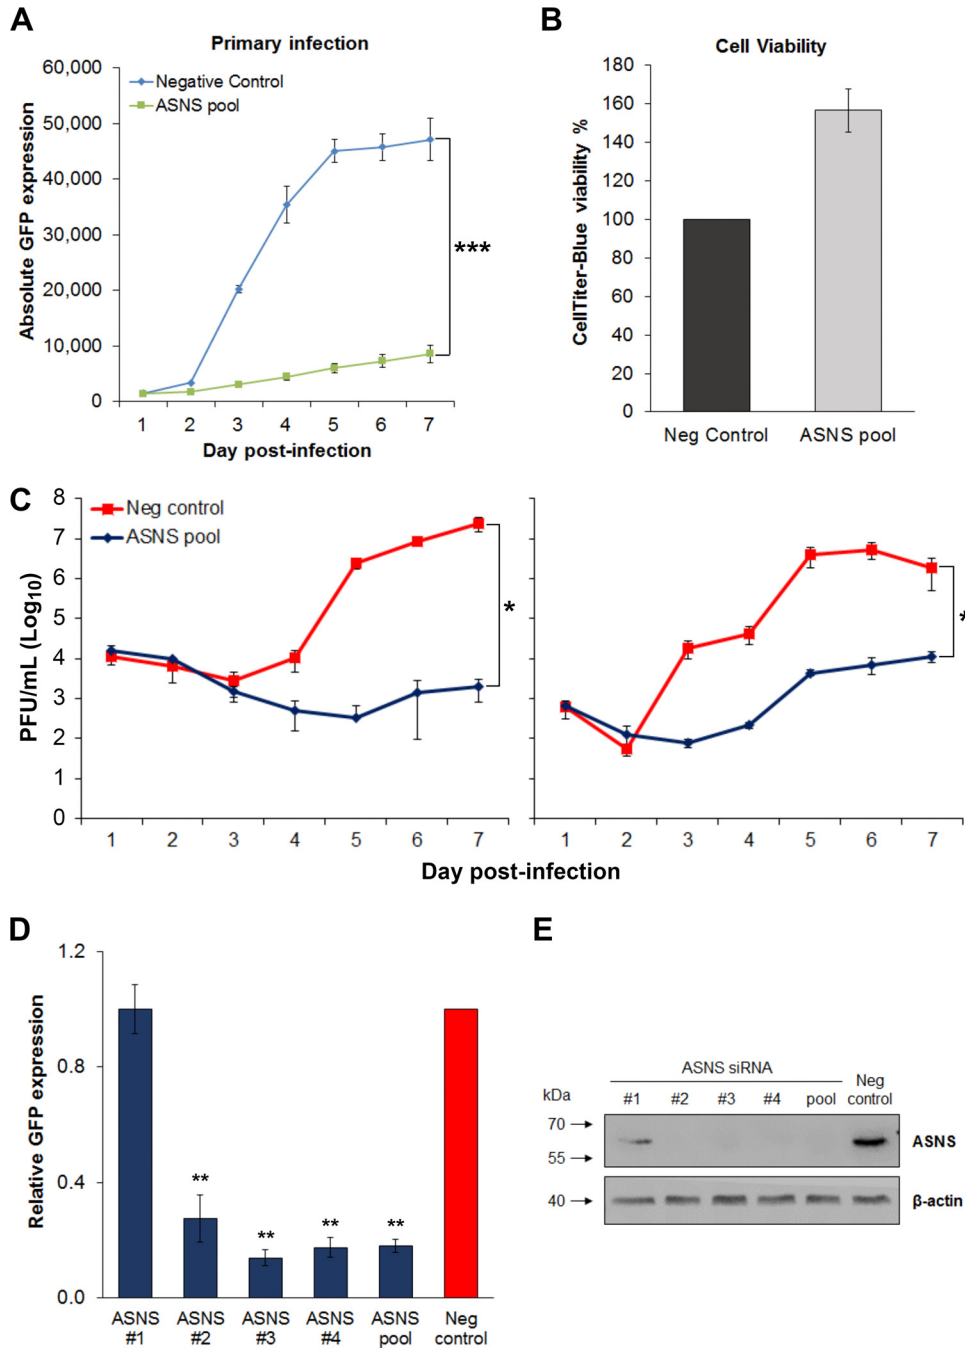 A
Primary infection
Absolute GFP expression
60,000
50,000
40,000
30,000
20,000
10,000
0
Negative Control
ASNS pool
***
1 2 3 4 5 6 7
Day post-infection
B
Cell Viability
CellTiter-Blue viability %
180
160
140
120
100
80
60
40
20
0
Neg Control ASNS pool
C
PFU/mL (Log10)
8
7
6
5
4
3
2
1
0
Neg control
ASNS pool
*
*
1 2 3 4 5 6 7
1 2 3 4 5 6 7
Day post-infection
D
Relative GFP expression
1.2
0.8
0.4
0.0
** ** ** **
ASNS #1
ASNS #2
ASNS #3
ASNS #4
ASNS pool
Neg control
E
ASNS siRNA
kDa #1 #2 #3 #4 pool Neg control
70
55
ASNS
40
β-actin